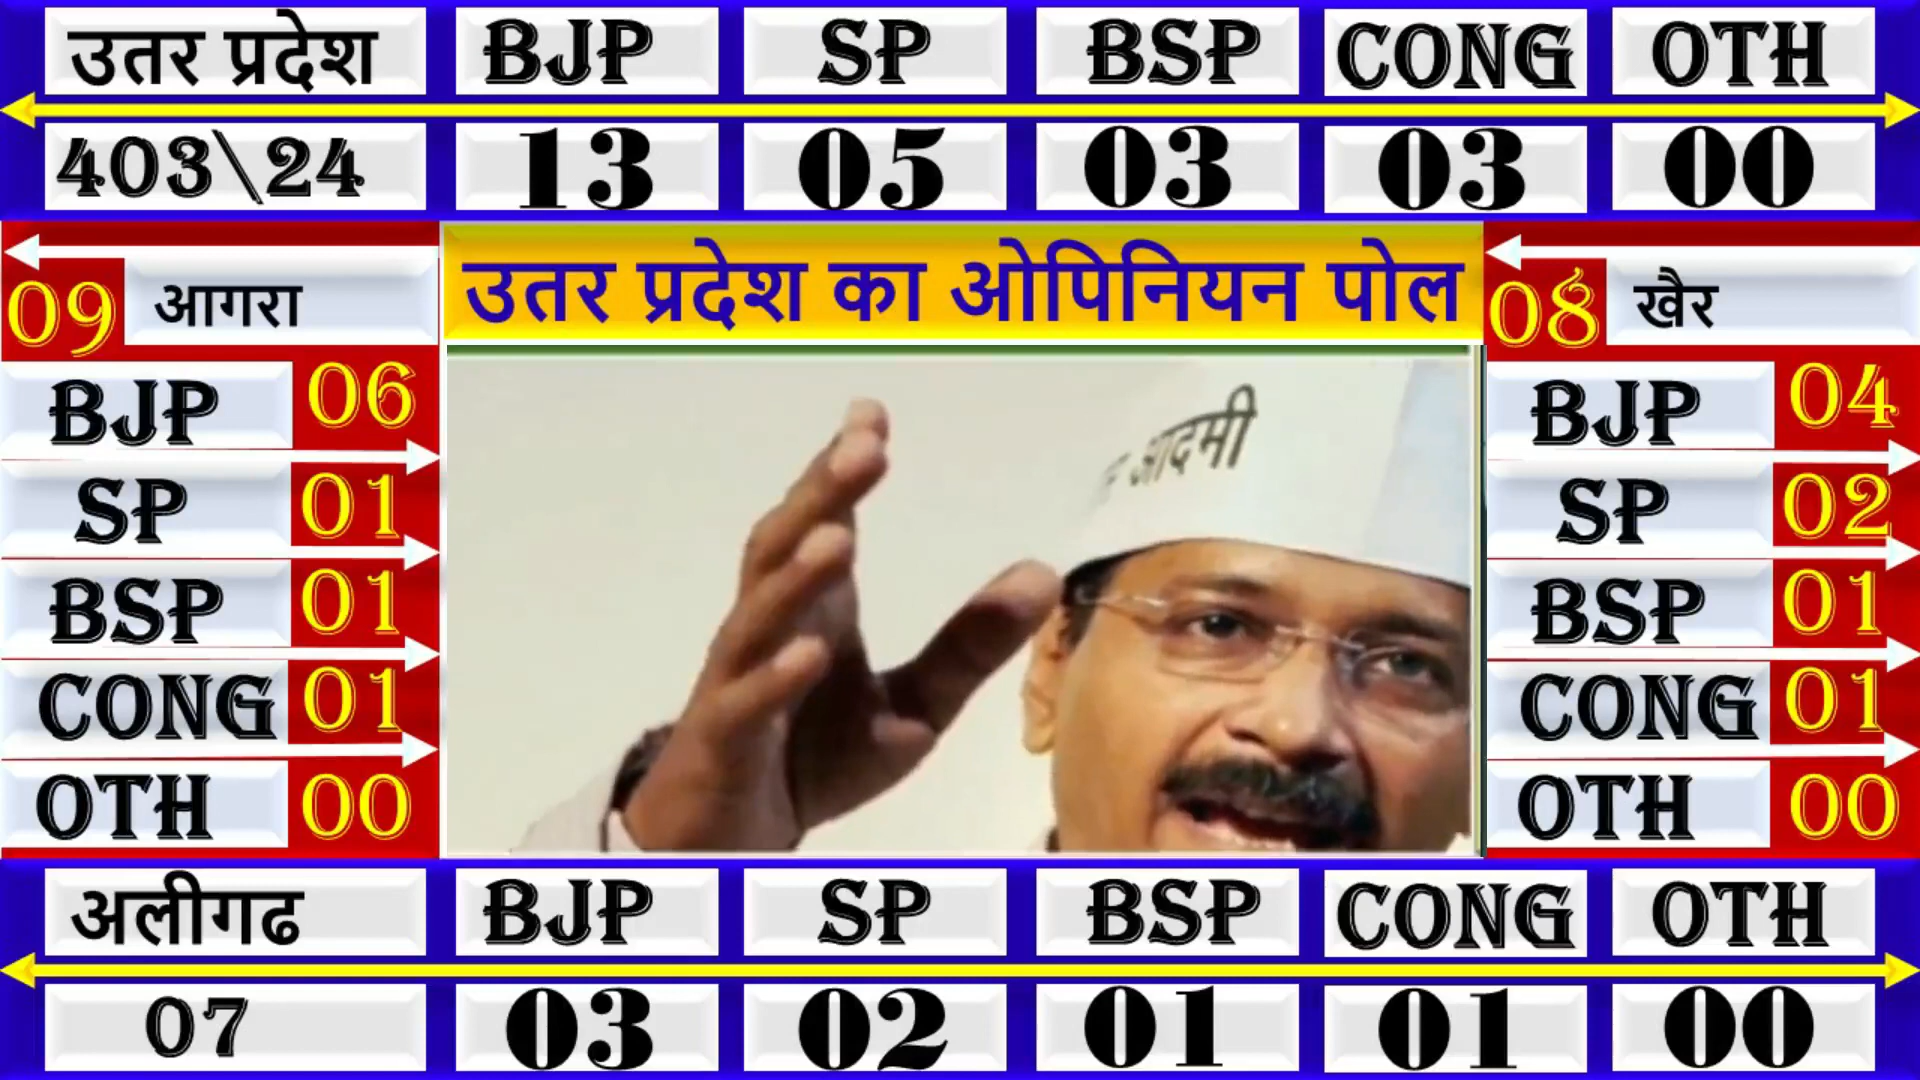 उतर प्रदेश BJP SP BSP CONG OTH
403\24 13 05 03 03 00
उतर प्रदेश का ओपिनियन पोल
09 आगरा
BJP 06
SP 01
BSP 01
CONG 01
OTH 00
आदमी
08 खैर
BJP 04
SP 02
BSP 01
CONG 01
OTH 00
अलीगढ BJP SP BSP CONG OTH
07 03 02 01 01 00